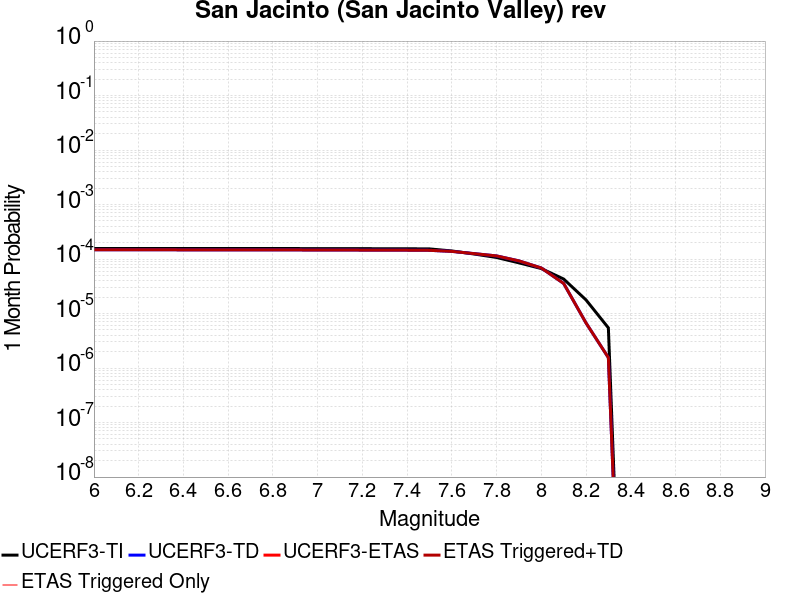 San Jacinto (San Jacinto Valley) rev
10 0
10 -1
10 -2
10 -3
10 -4
10 -5
10 -6
10 -7
10 -8
1 Month Probability
6 6.2 6.4 6.6 6.8 7 7.2 7.4 7.6 7.8 8 8.2 8.4 8.6 8.8 9
Magnitude
UCERF3-TI UCERF3-TD UCERF3-ETAS ETAS Triggered+TD
ETAS Triggered Only